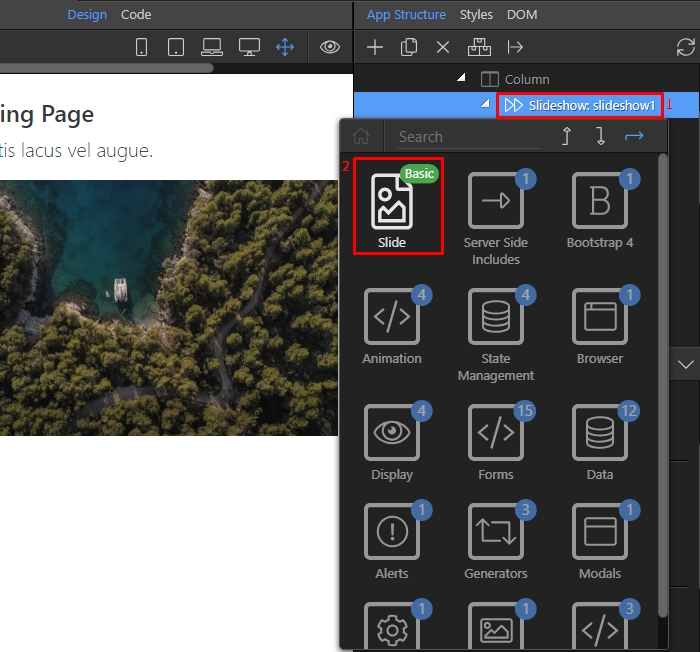 Design Code
App Structure Styles DOM
Column
Slideshow: slideshow1 1
ing Page
tis lacus vel augue.
Search
2
Basic
Slide
1
Server Side
Includes
1
Bootstrap 4
4
Animation
4
State
Management
1
Browser
4
Display
15
Forms
12
Data
1
Alerts
3
Generators
1
Modals
1
1
3